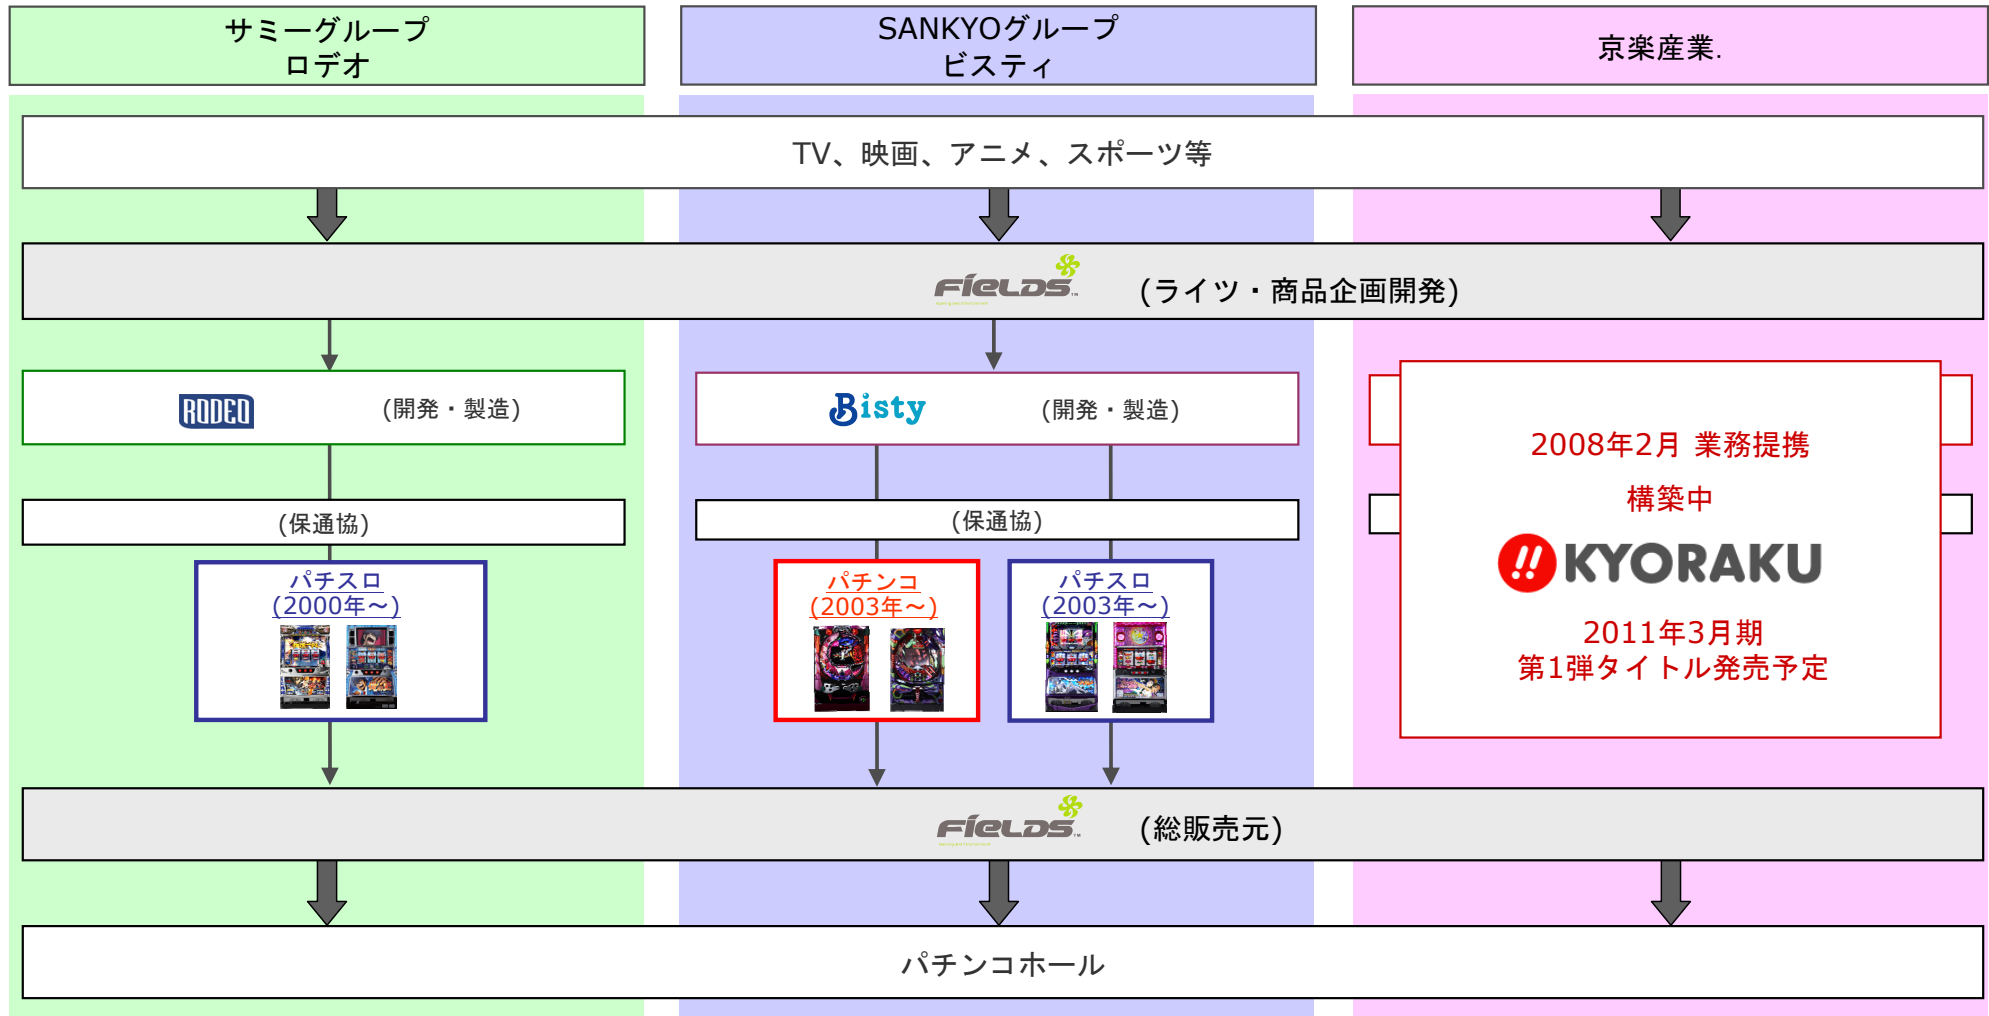 サミーグループ
ロデオ
SANKYOグループ
ビスティ
京楽産業.
TV、映画、アニメ、スポーツ等
FIELDS™ (ライツ・商品企画開発)
RODEO (開発・製造)
Bisty (開発・製造)
(保通協)
(保通協)
パチスロ
(2000年～)
パチンコ
(2003年～)
パチスロ
(2003年～)
2008年2月 業務提携
構築中
!! KYORAKU
2011年3月期
第1弾タイトル発売予定
FIELDS™ (総販売元)
パチンコホール